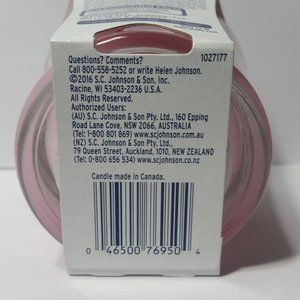 Questions? Comments? 1027177
Call 800-558-5252 or write Helen Johnson.
©2016 S.C. Johnson & Son, Inc.
Racine, WI 53403-2236 U.S.A.
All Rights Reserved.
Authorized Users:
(AU) S.C. Johnson & Son Pty. Ltd., 160 Epping
Road Lane Cove, NSW 2066, AUSTRALIA
(Tel: 1-800 801 869) www.scjohnson.com.au
(NZ) S.C. Johnson & Son Pty. Ltd.,
79 Queen Street, Auckland, 1010, NEW ZEALAND
(Tel: 0-800 656 534) www.scjohnson.co.nz
Candle made in Canada.
0 46500 76950 4